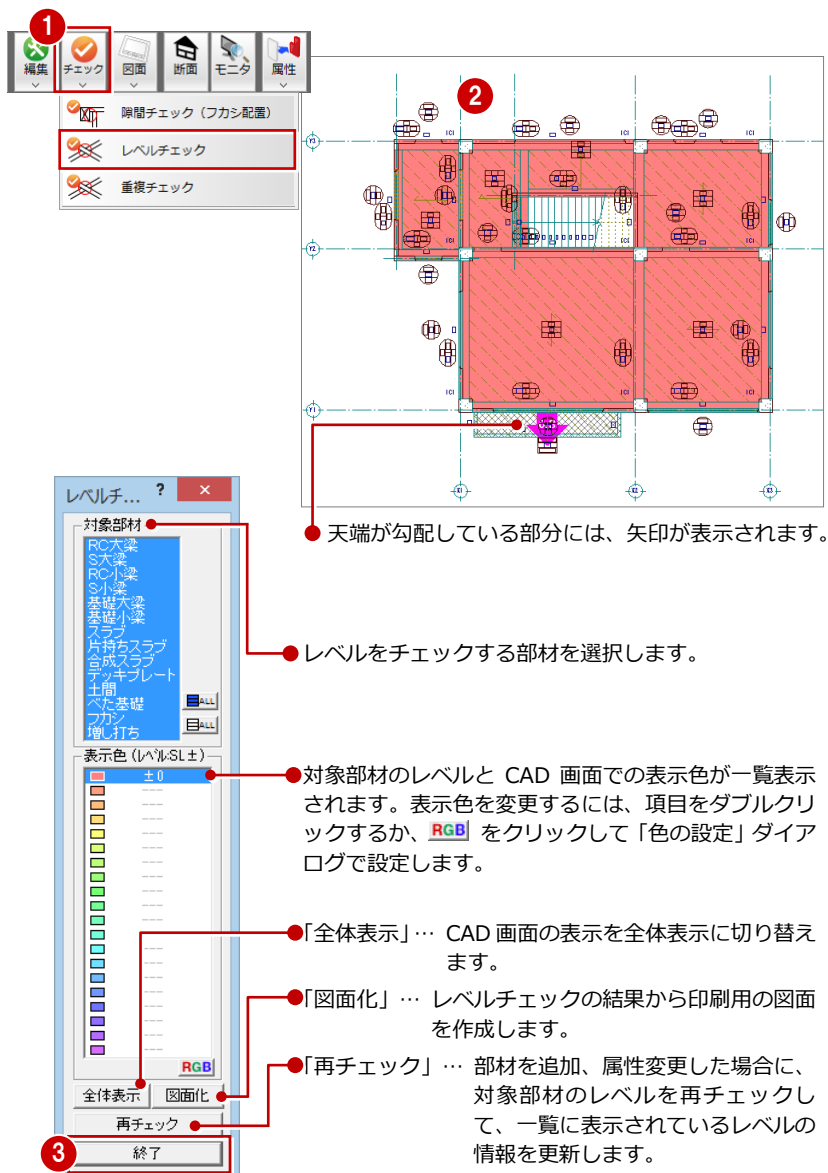 1
編集 チェック 図面 断面 モニタ 属性
隙間チェック（フカシ配置）
レベルチェック
重複チェック
2
Y3
Y2
Y1
X1 X2 X3
天端が勾配している部分には、矢印が表示されます。
レベルチ... ? ×
対象部材
RC大梁
S大梁
RC小梁
S小梁
基礎大梁
基礎小梁
スラブ
片持ちスラブ
合成スラブ
デッキプレート
土間
べた基礎
フカシ
増し打ち
ALL
ALL
レベルをチェックする部材を選択します。
表示色(ﾚﾍﾞﾙ:SL±)
±0
---
---
---
---
---
---
---
---
---
---
---
---
---
RGB
対象部材のレベルと CAD 画面での表示色が一覧表示
されます。表示色を変更するには、項目をダブルクリ
ックするか、RGB をクリックして「色の設定」ダイア
ログで設定します。
「全体表示」… CAD 画面の表示を全体表示に切り替え
ます。
「図面化」… レベルチェックの結果から印刷用の図面
を作成します。
「再チェック」… 部材を追加、属性変更した場合に、
対象部材のレベルを再チェックし
て、一覧に表示されているレベルの
情報を更新します。
全体表示 図面化
再チェック
3
終了